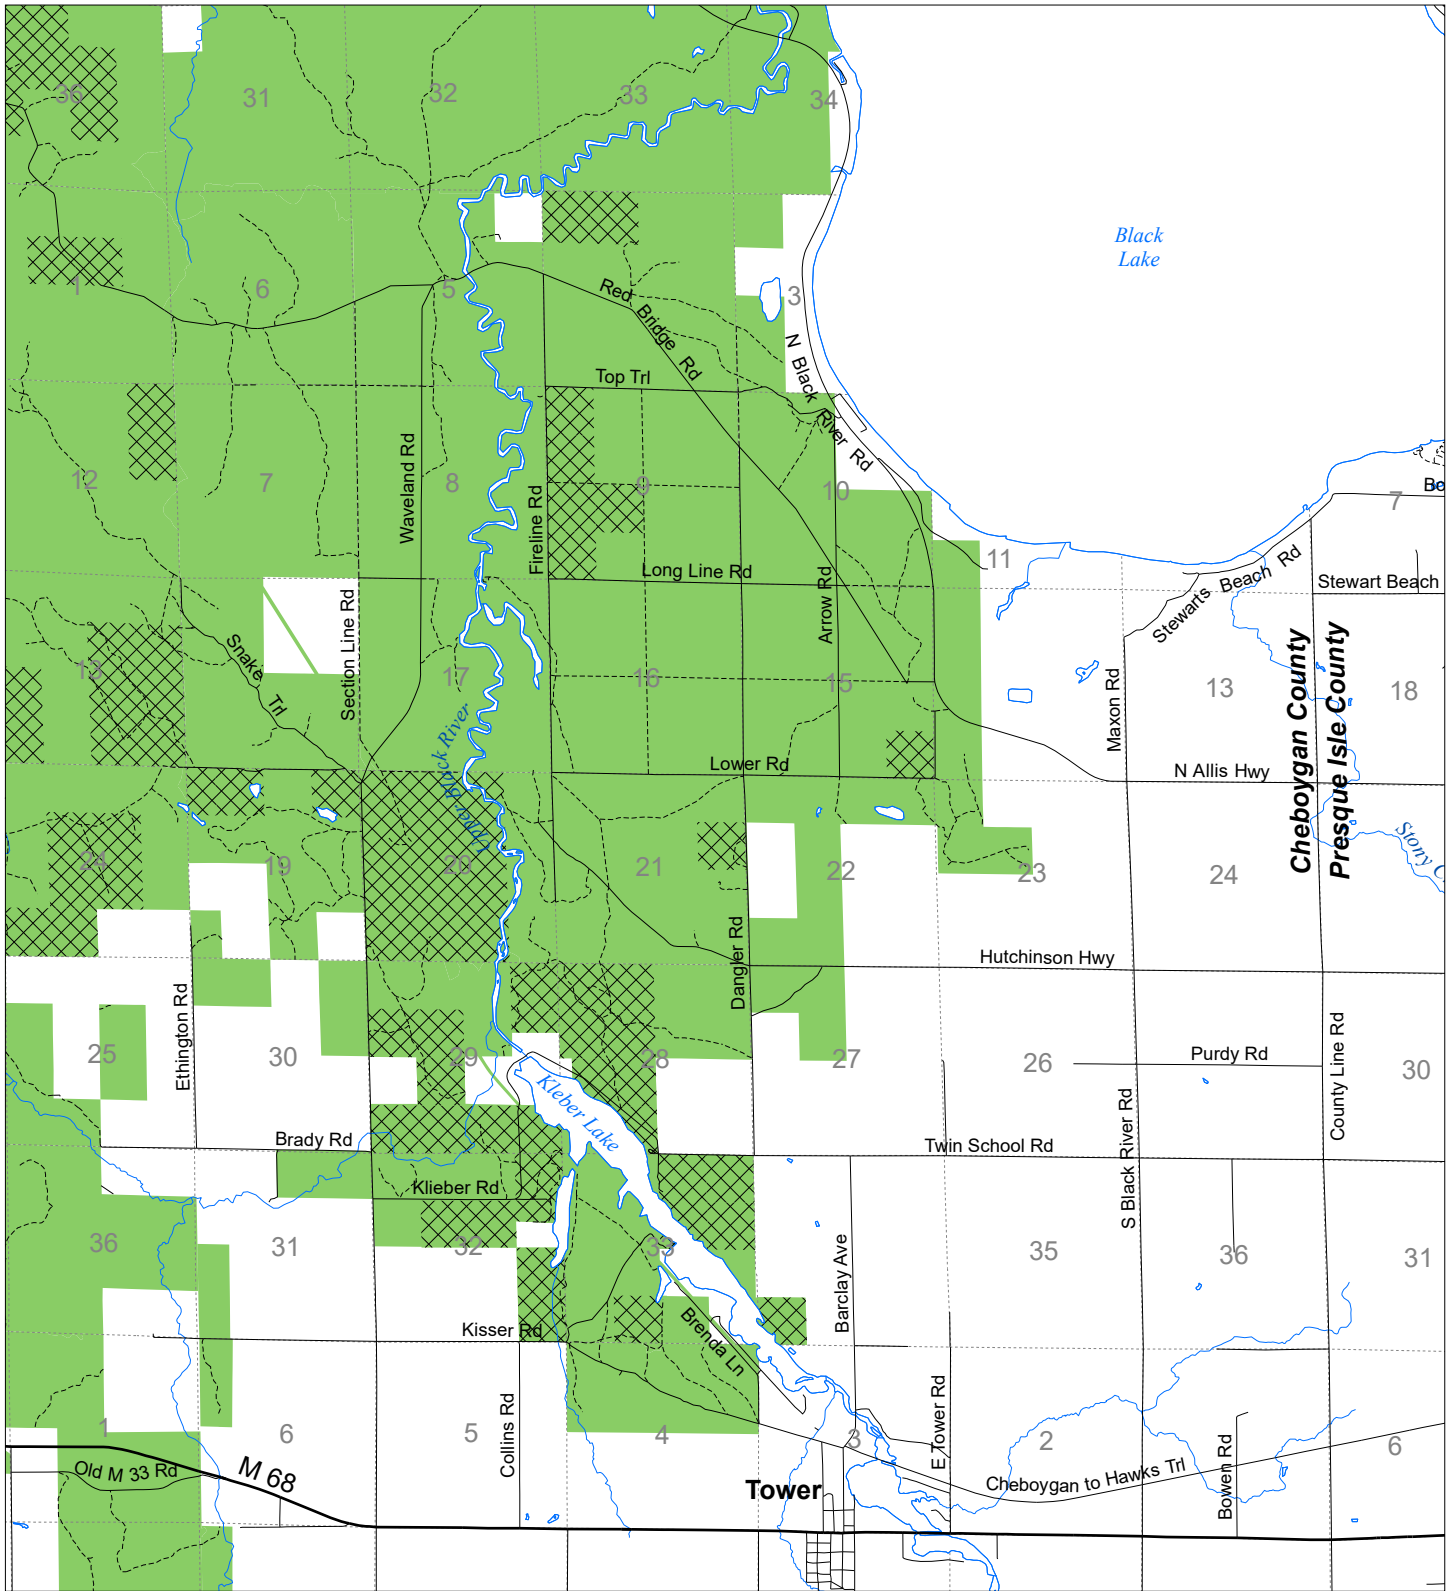 36
31
32
33
34
Black
Lake
1
6
5
3
Red Bridge Rd
N Black River Rd
Top Trl
12
7
Waveland Rd
8
Fireline Rd
9
10
7
11
Long Line Rd
Arrow Rd
Stewarts Beach Rd
Stewart Beach
Section Line Rd
Snake Trl
13
17
16
15
Maxon Rd
13
18
Cheboygan County
Presque Isle County
Upper Black River
Lower Rd
N Allis Hwy
Stony
24
19
20
21
22
23
24
Dangler Rd
Hutchinson Hwy
Ethington Rd
25
30
29
28
27
26
Purdy Rd
County Line Rd
30
Kleber Lake
S Black River Rd
Brady Rd
Twin School Rd
Klieber Rd
36
31
32
33
35
36
31
Barclay Ave
Kisser Rd
Brenda Ln
Collins Rd
E Tower Rd
1
6
5
4
3
2
6
Old M 33 Rd
M 68
Tower
Cheboygan to Hawks Trl
Bowen Rd